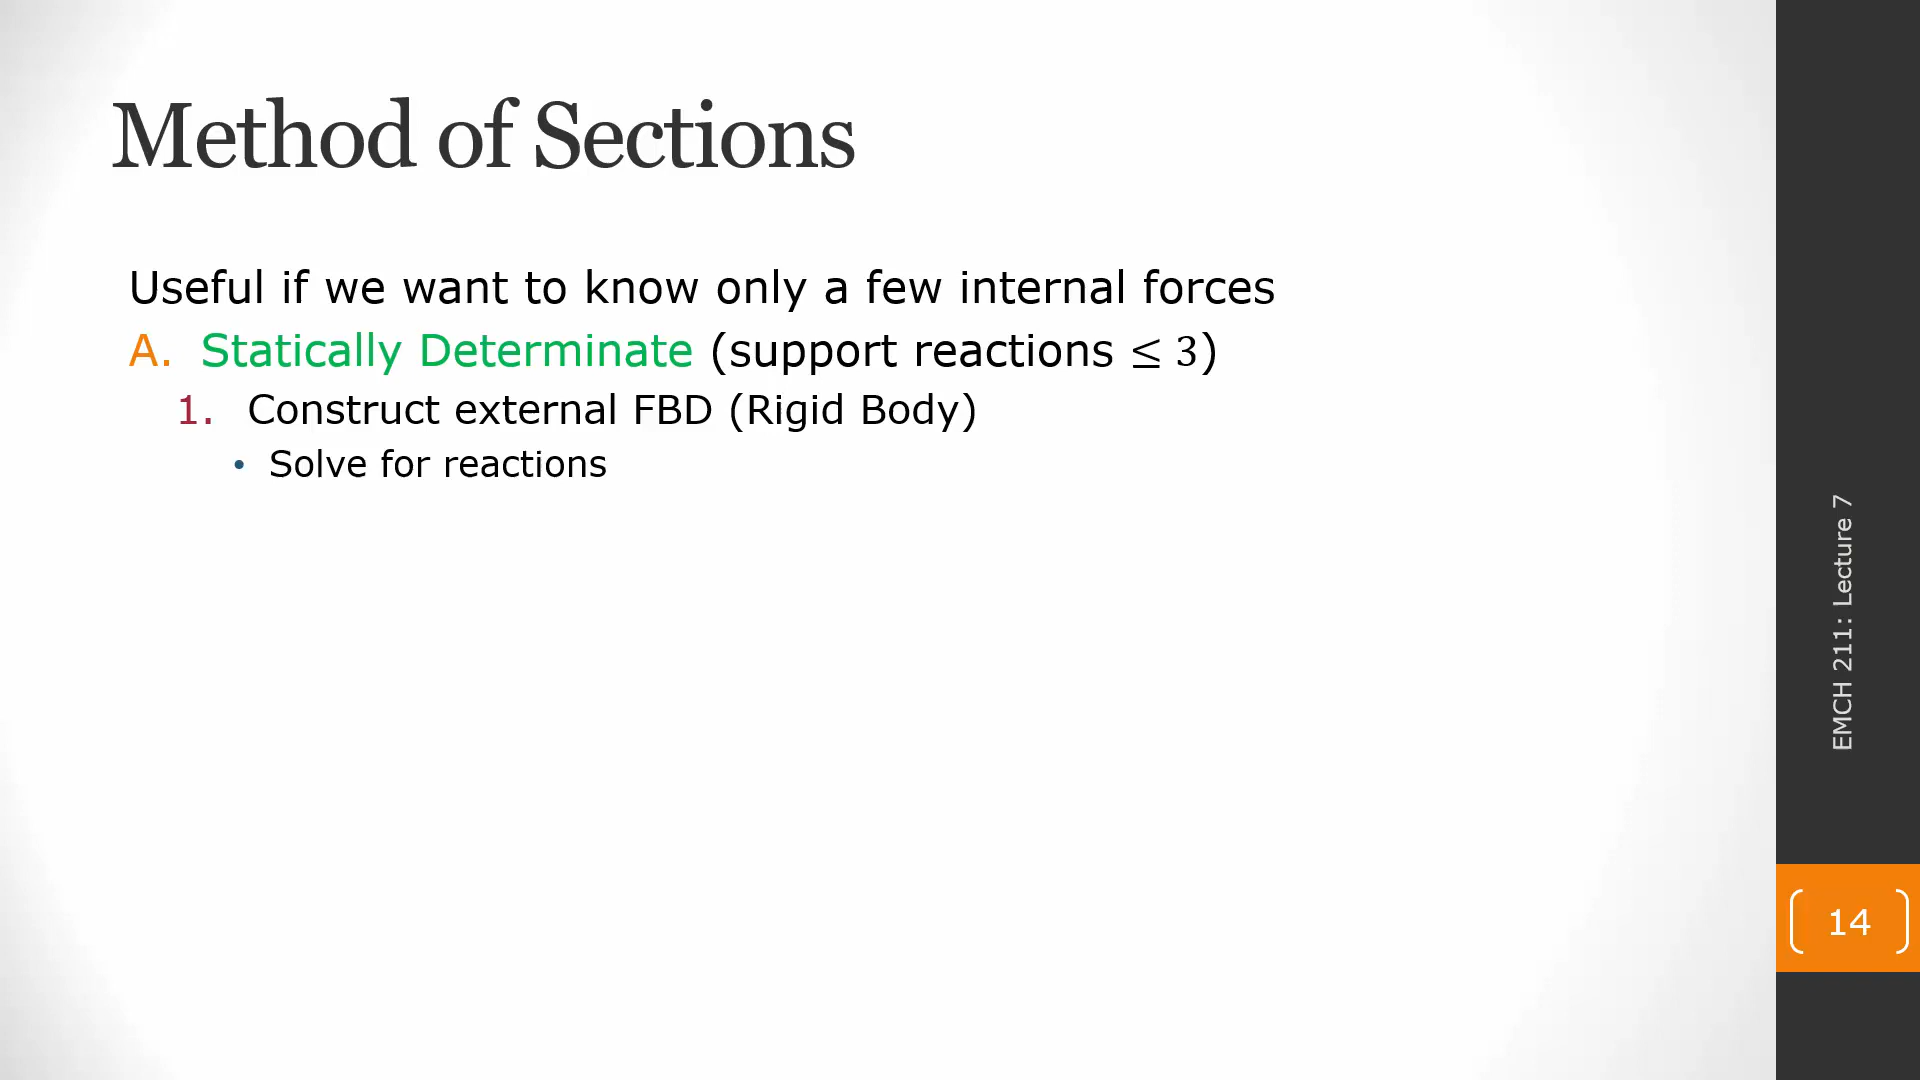 Method of Sections
Useful if we want to know only a few internal forces
A. Statically Determinate (support reactions ≤ 3)
1. Construct external FBD (Rigid Body)
• Solve for reactions
EMCH 211: Lecture 7
14